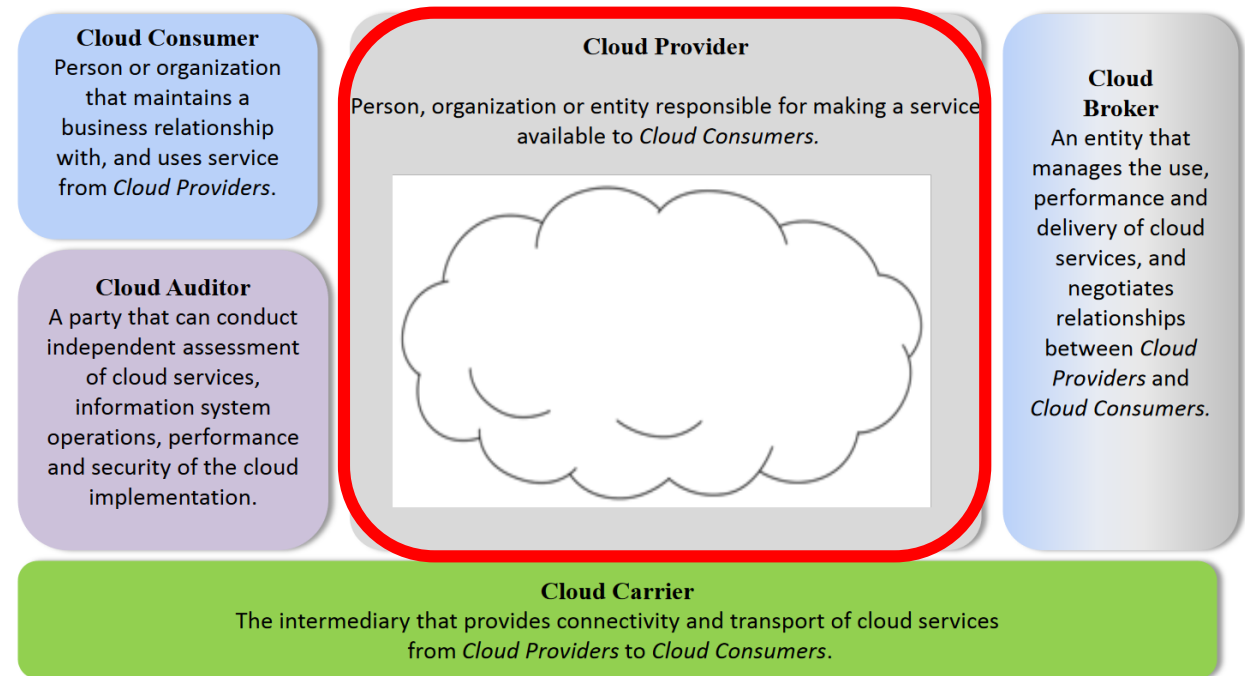 Cloud Consumer
Person or organization
that maintains a
business relationship
with, and uses service
from Cloud Providers.
Cloud Auditor
A party that can conduct
independent assessment
of cloud services,
information system
operations, performance
and security of the cloud
implementation.
Cloud Provider
Person, organization or entity responsible for making a service
available to Cloud Consumers.
Cloud
Broker
An entity that
manages the use,
performance and
delivery of cloud
services, and
negotiates
relationships
between Cloud
Providers and
Cloud Consumers.
Cloud Carrier
The intermediary that provides connectivity and transport of cloud services
from Cloud Providers to Cloud Consumers.